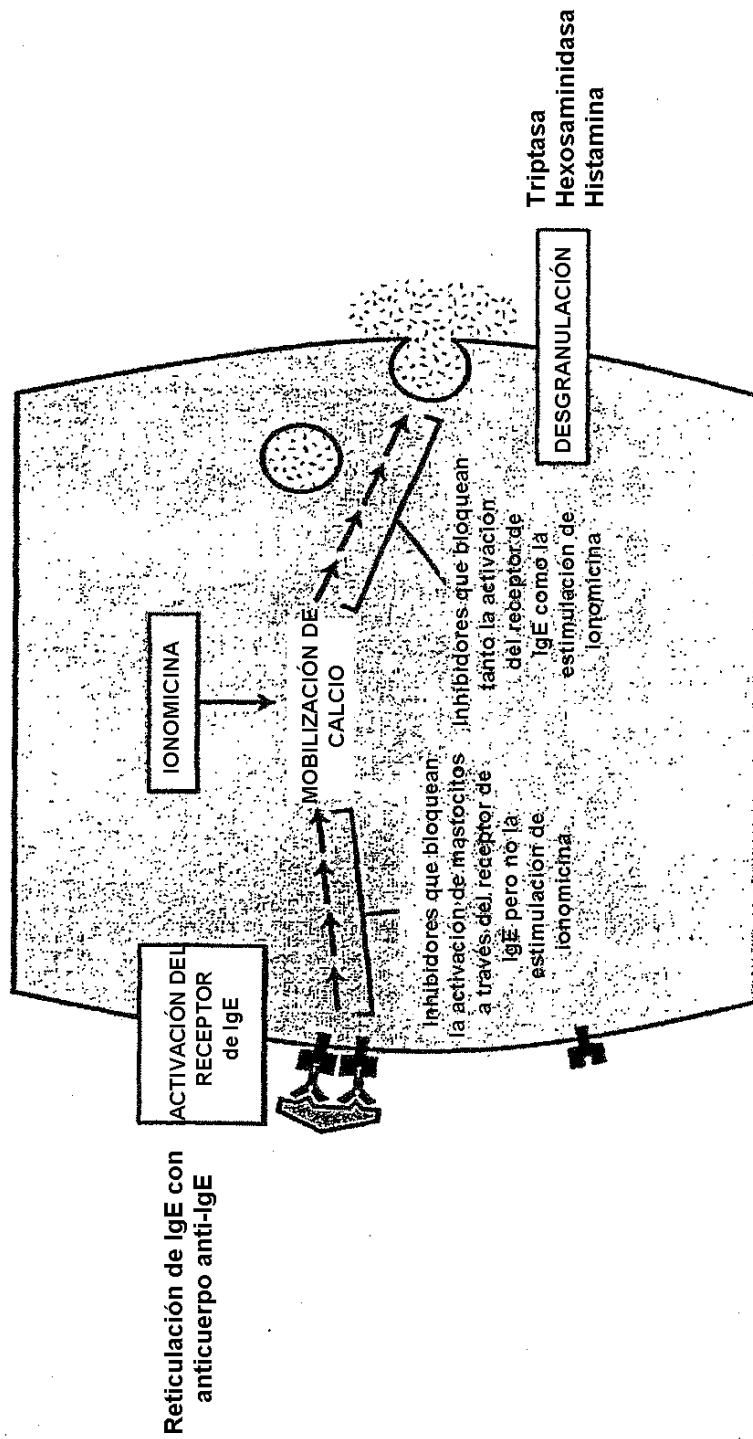 Reticulación de IgE con
anticuerpo anti-IgE
ACTIVACIÓN DEL
RECEPTOR
de IgE
IONOMICINA
MOBILIZACIÓN DE
CALCIO
Inhibidores que bloquean
la activación de mastocitos
a través del receptor de
IgE pero no la
estimulación de
ionomicina
Inhibidores que bloquean
tanto la activación
del receptor de
IgE como la
estimulación de
ionomicina
DESGRANULACIÓN
Triptasa
Hexosaminidasa
Histamina